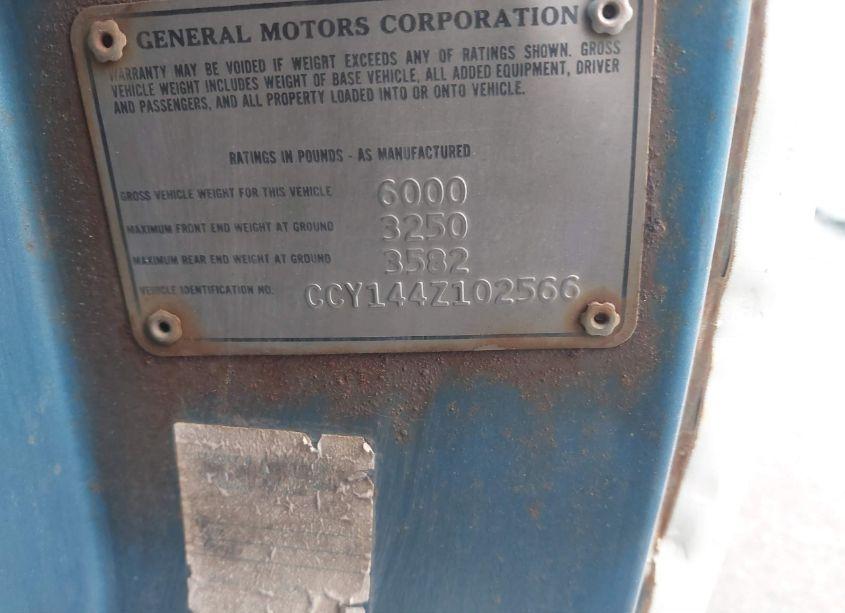 GENERAL MOTORS CORPORATION
WARRANTY MAY BE VOIDED IF WEIGHT EXCEEDS ANY OF RATINGS SHOWN. GROSS
VEHICLE WEIGHT INCLUDES WEIGHT OF BASE VEHICLE, ALL ADDED EQUIPMENT, DRIVER
AND PASSENGERS, AND ALL PROPERTY LOADED INTO OR ONTO VEHICLE.
RATINGS IN POUNDS - AS MANUFACTURED
GROSS VEHICLE WEIGHT FOR THIS VEHICLE 6000
MAXIMUM FRONT END WEIGHT AT GROUND 3250
MAXIMUM REAR END WEIGHT AT GROUND 3582
VEHICLE IDENTIFICATION NO. CCY144Z102566